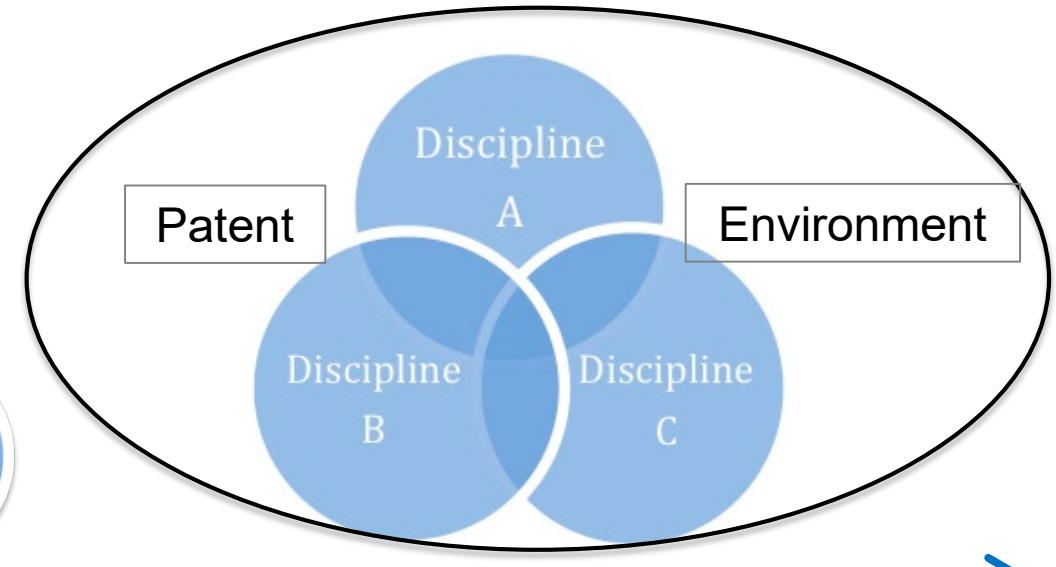 Discipline
A
Patent
Environment
Discipline
B
Discipline
C